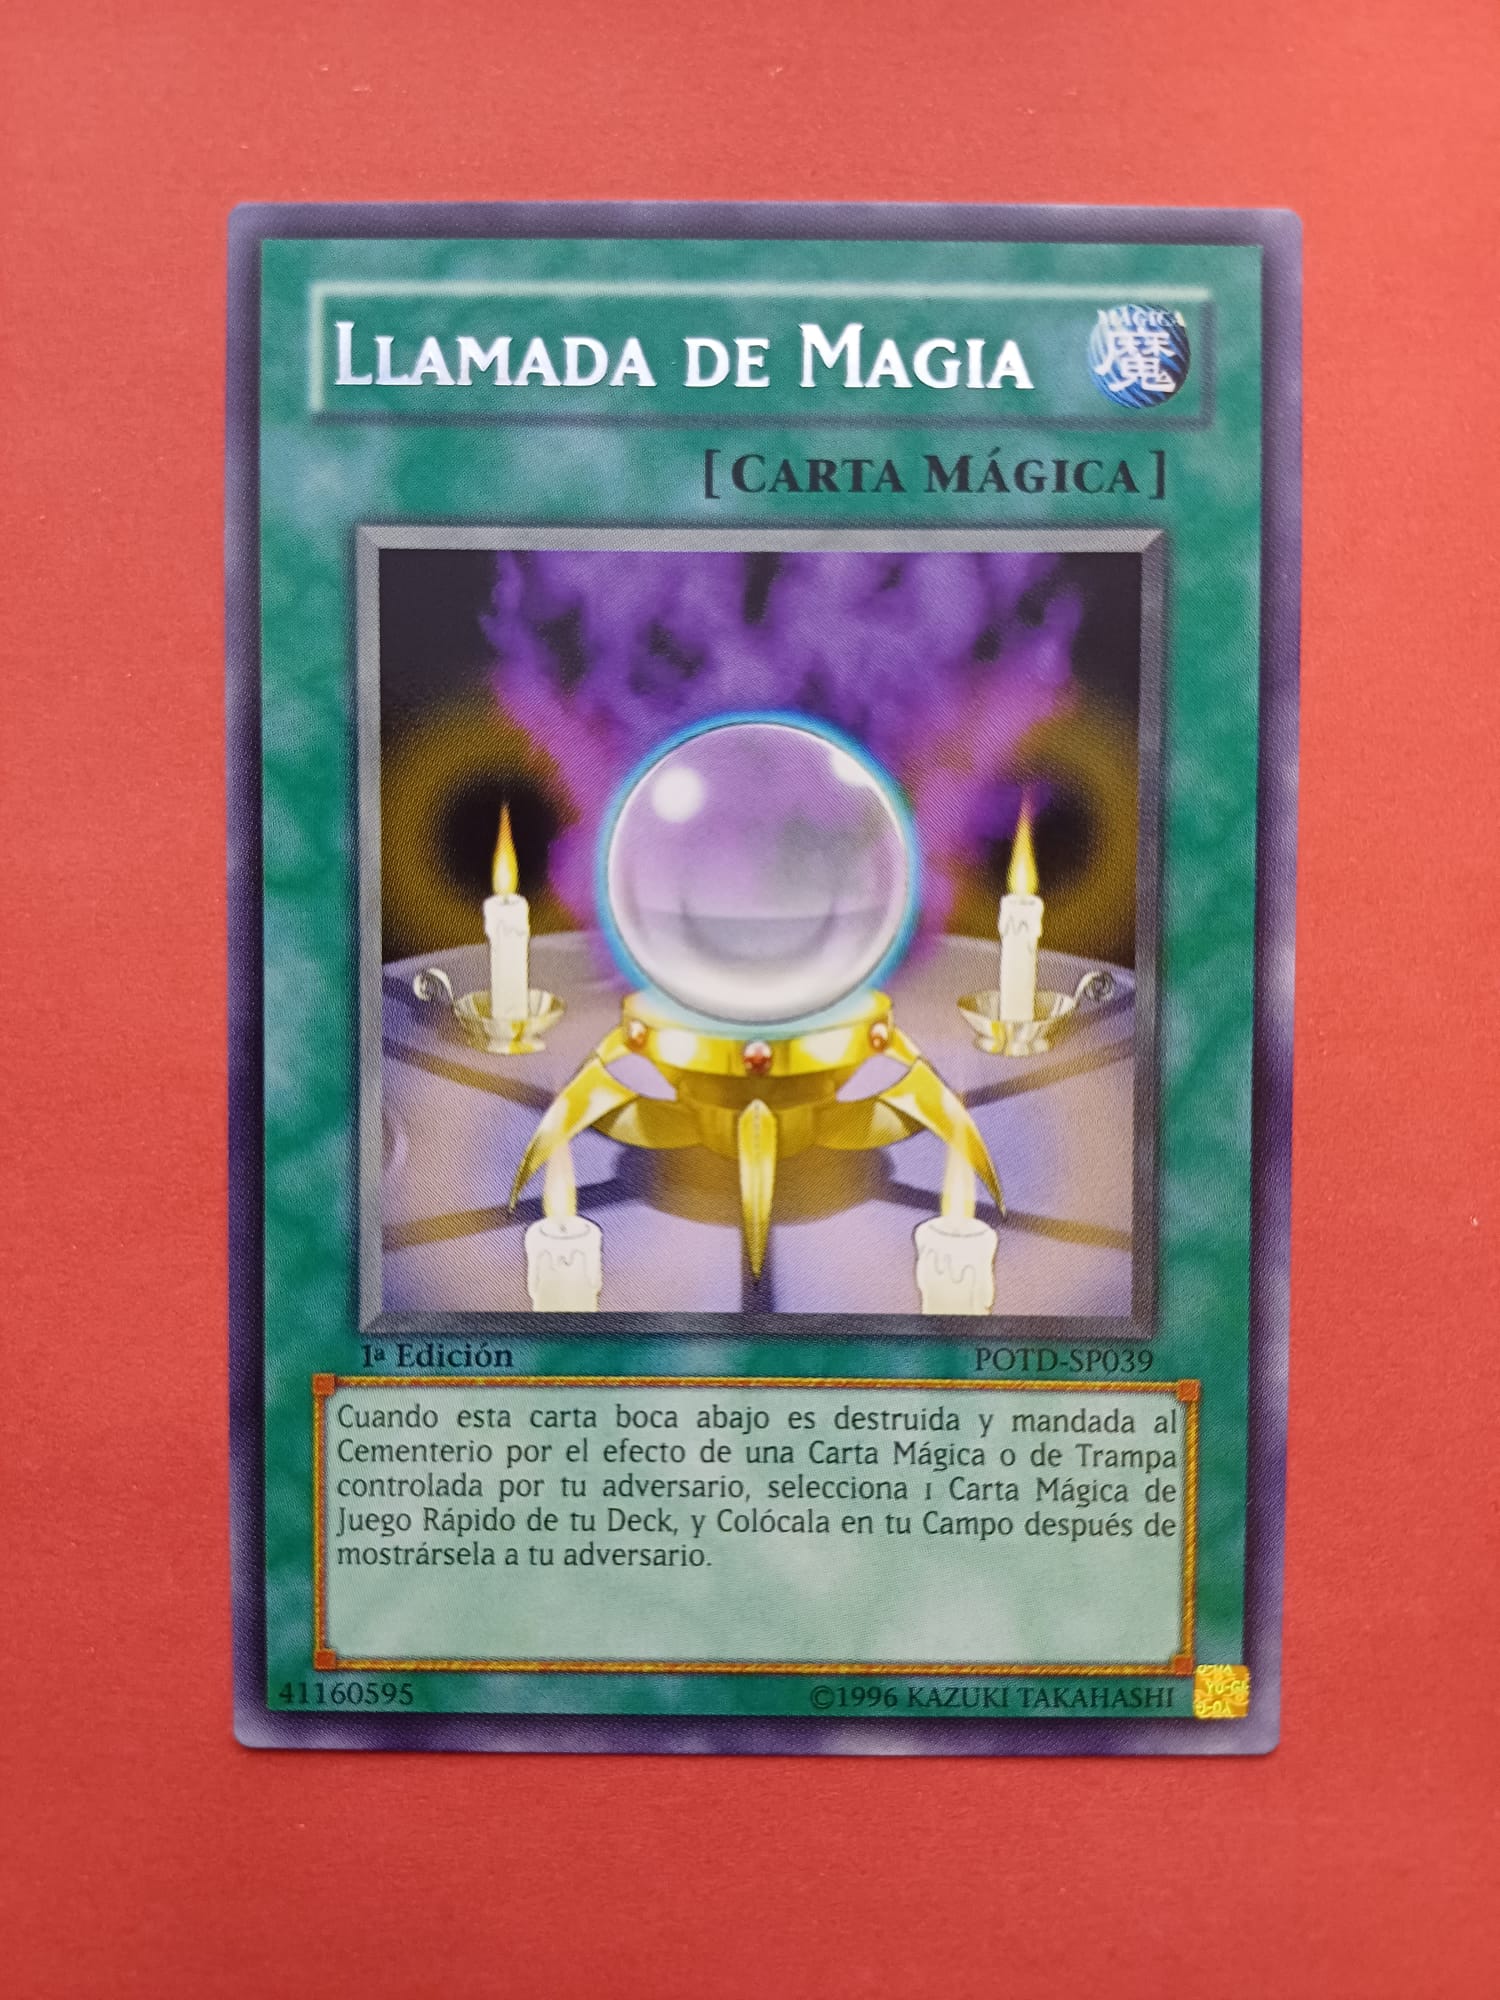 LLAMADA DE MAGIA
MÁGICA
魔
[CARTA MÁGICA]
1ª Edición
POTD-SP039
Cuando esta carta boca abajo es destruida y mandada al
Cementerio por el efecto de una Carta Mágica o de Trampa
controlada por tu adversario, selecciona 1 Carta Mágica de
Juego Rápido de tu Deck, y Colócala en tu Campo después de
mostrársela a tu adversario.
41160595
©1996 KAZUKI TAKAHASHI